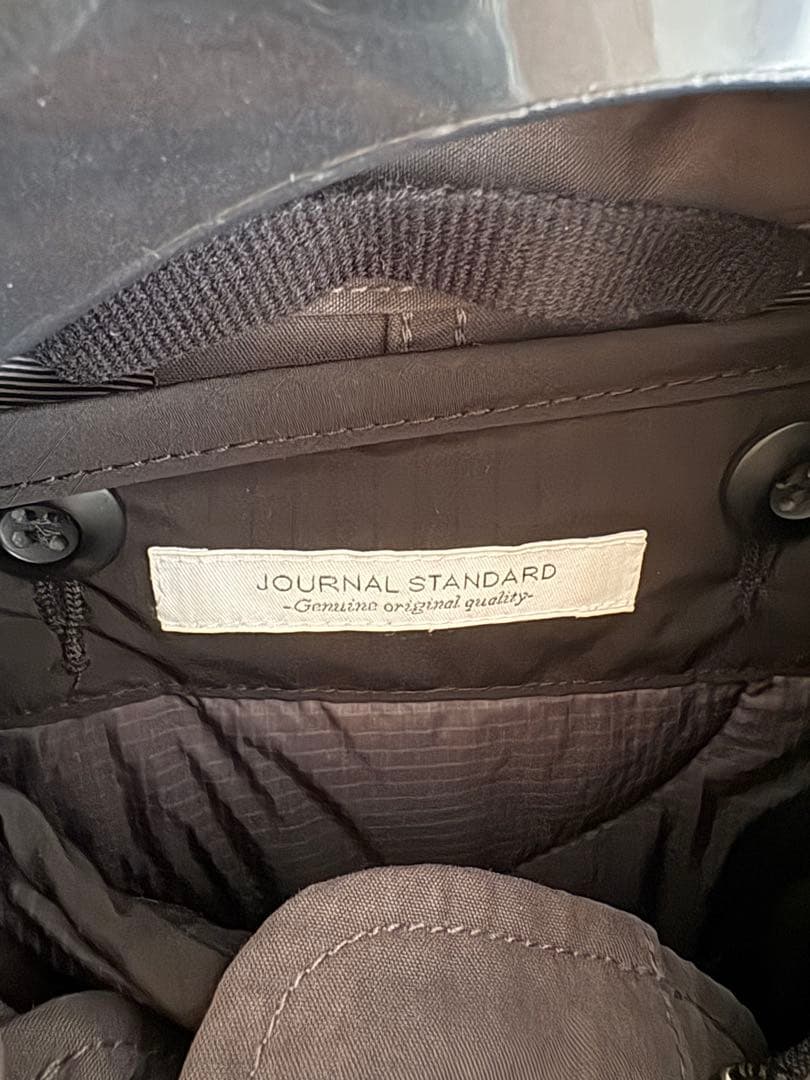 JOURNAL STANDARD
-Genuine original quality-